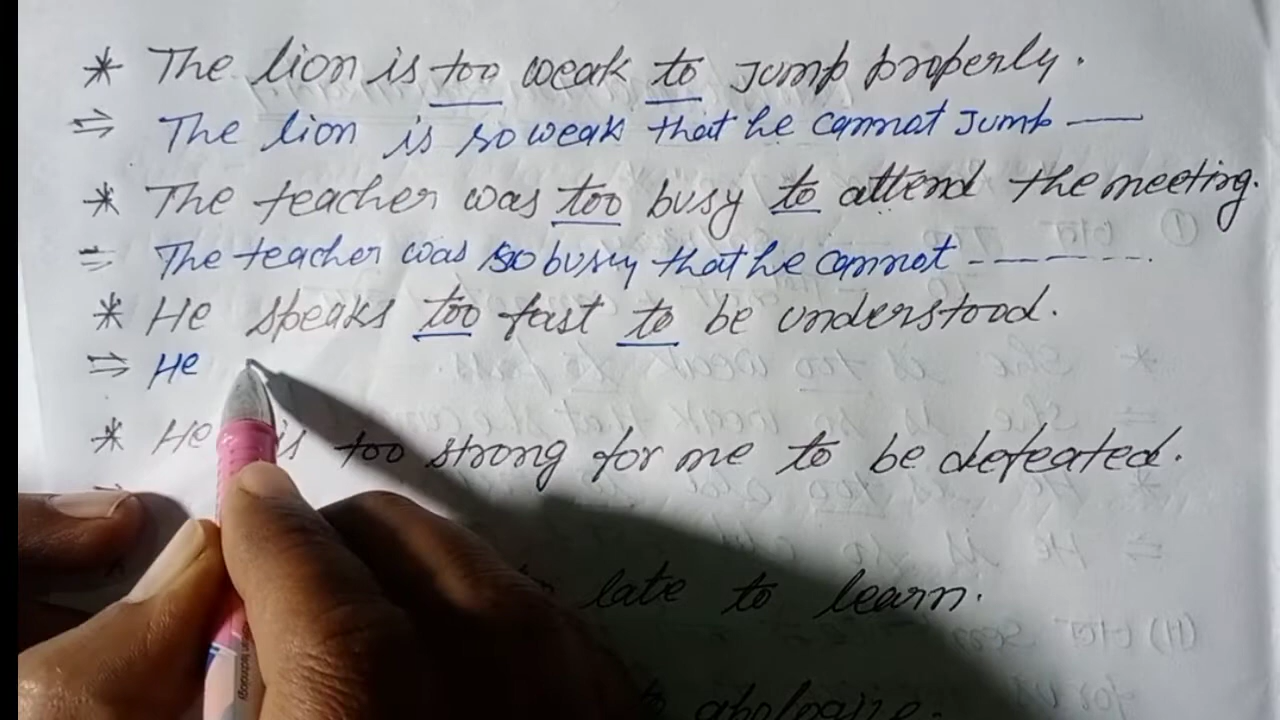 * The lion is too weak to jump properly.
⇒ The lion is so weak that he cannot jump —
* The teacher was too busy to attend the meeting.
= The teacher was so busy that he cannot - - - - - - .
* He speaks too fast to be understood.
⇒ He
* He is too strong for me to be defeated.
late to learn.
to apologize.